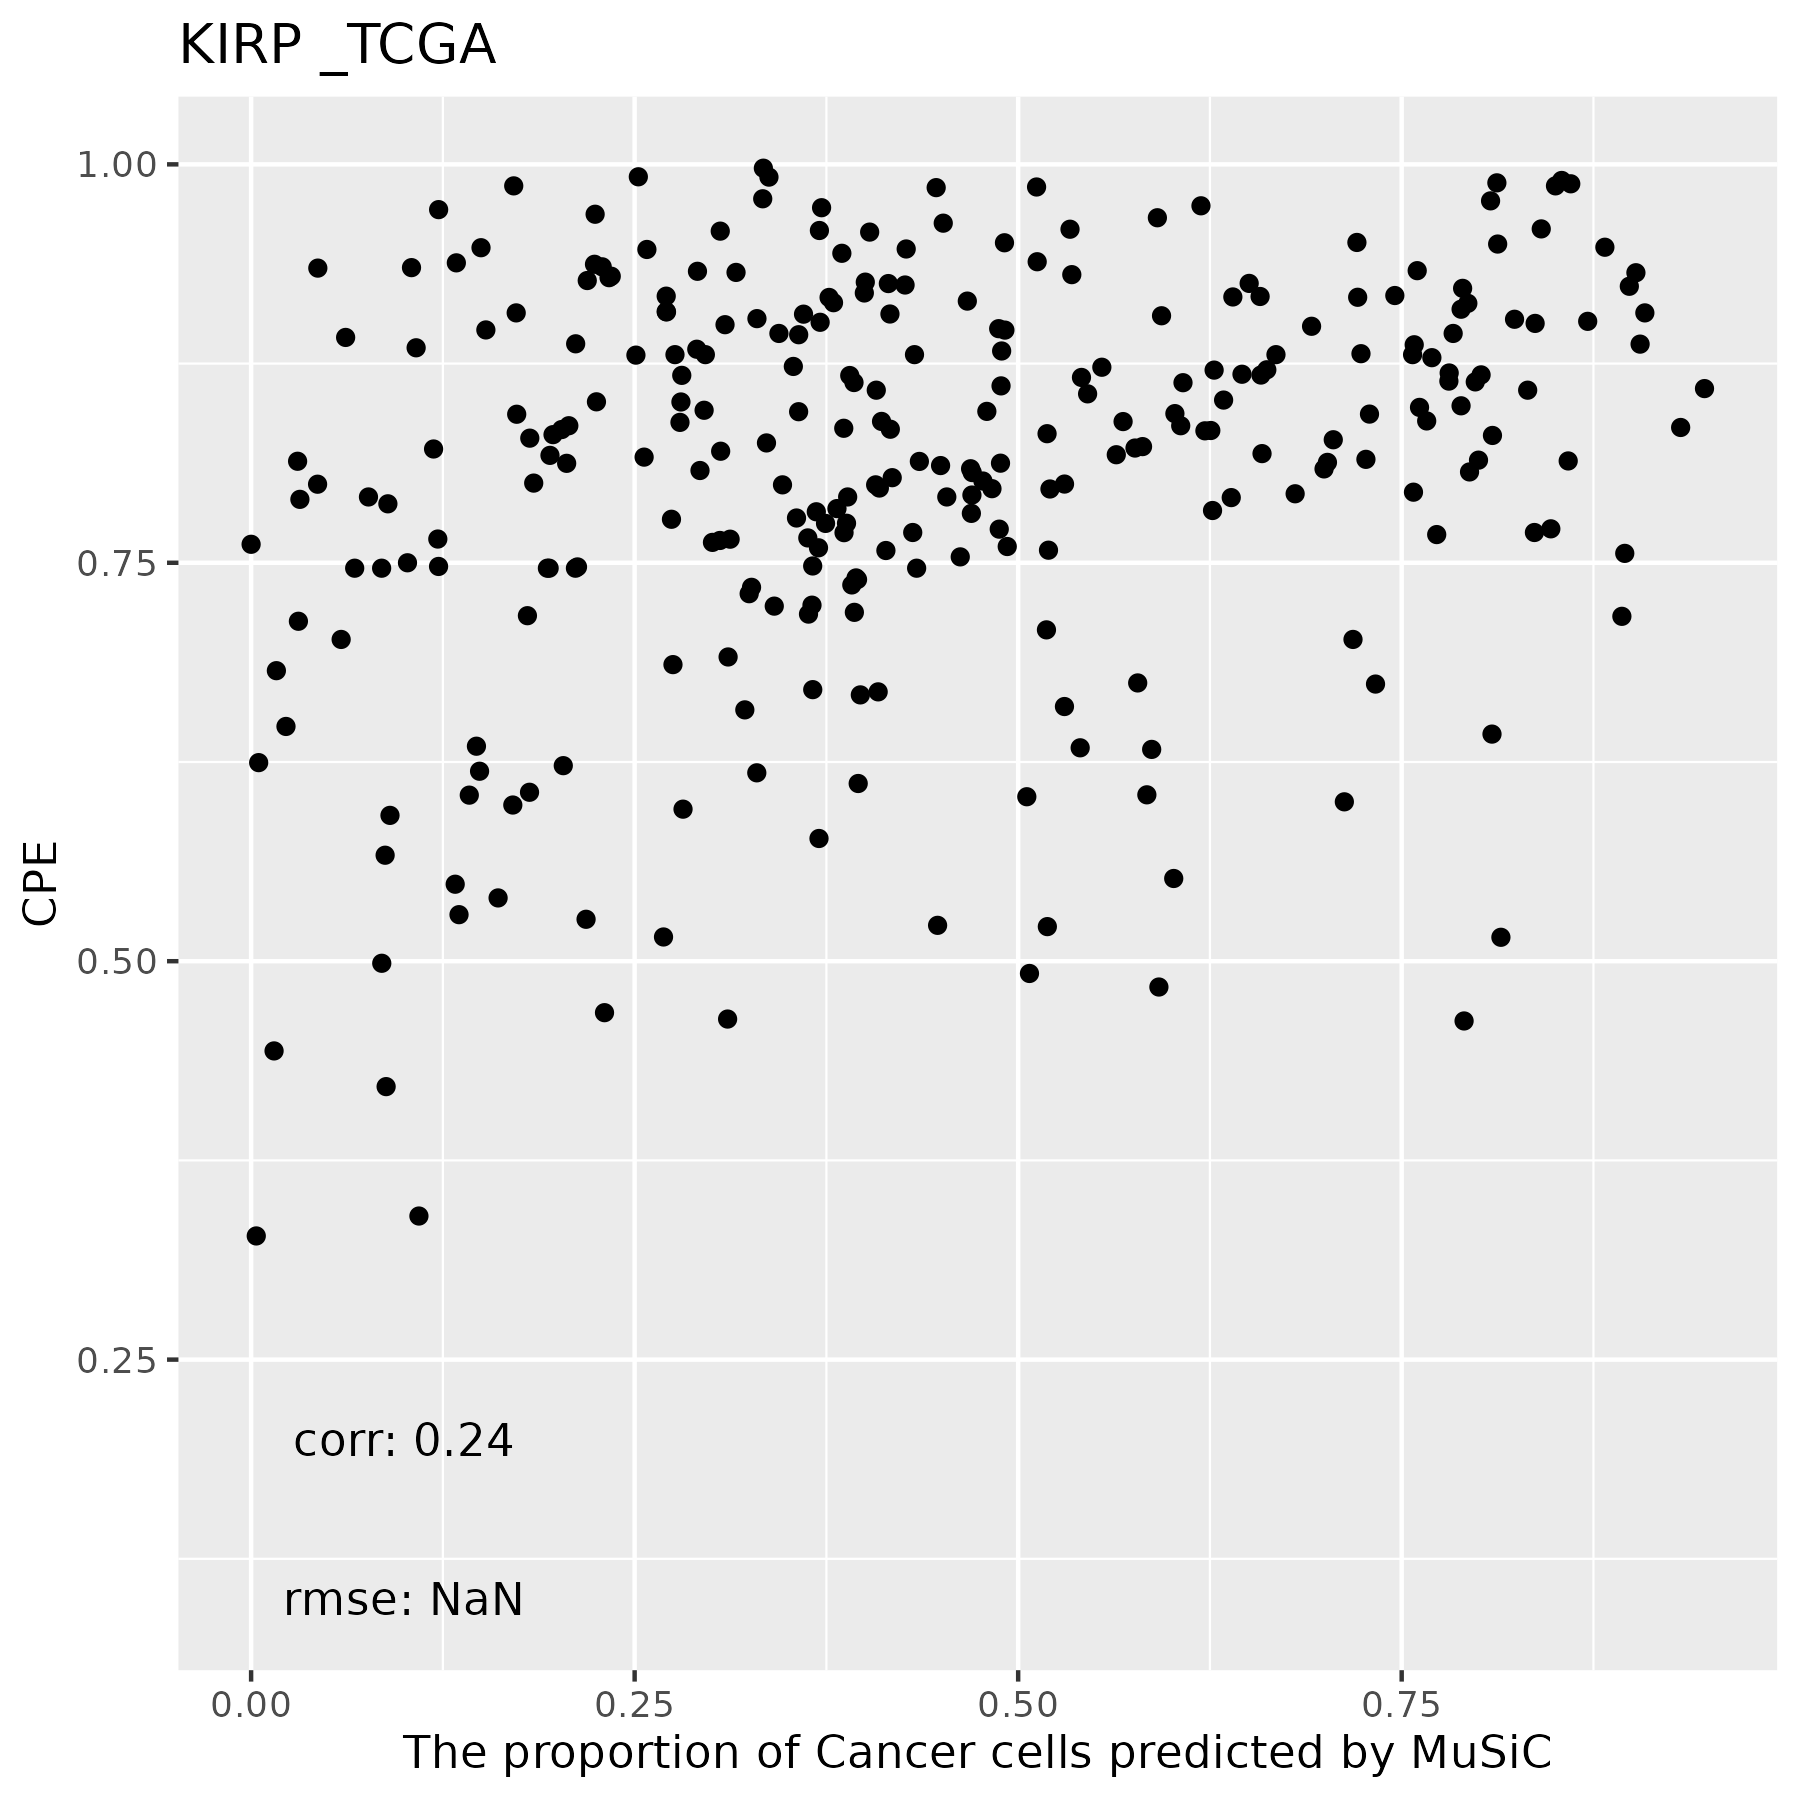 KIRP _TCGA
CPE
1.00
0.75
0.50
0.25
corr: 0.24
rmse: NaN
0.00 0.25 0.50 0.75
The proportion of Cancer cells predicted by MuSiC